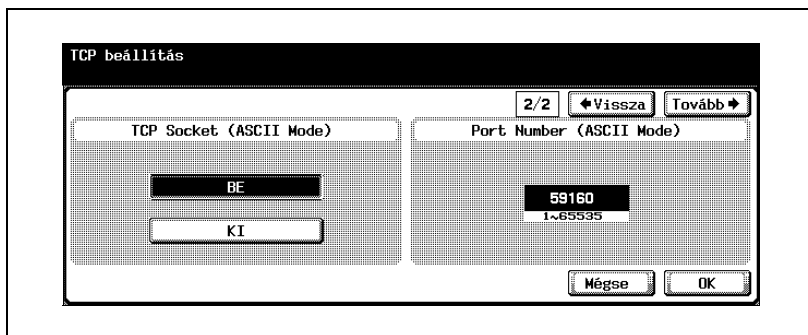 TCP beállítás
2/2 🡸Vissza Tovább🡺
TCP Socket (ASCII Mode)
Port Number (ASCII Mode)
BE
KI
59160
1~65535
Mégse OK